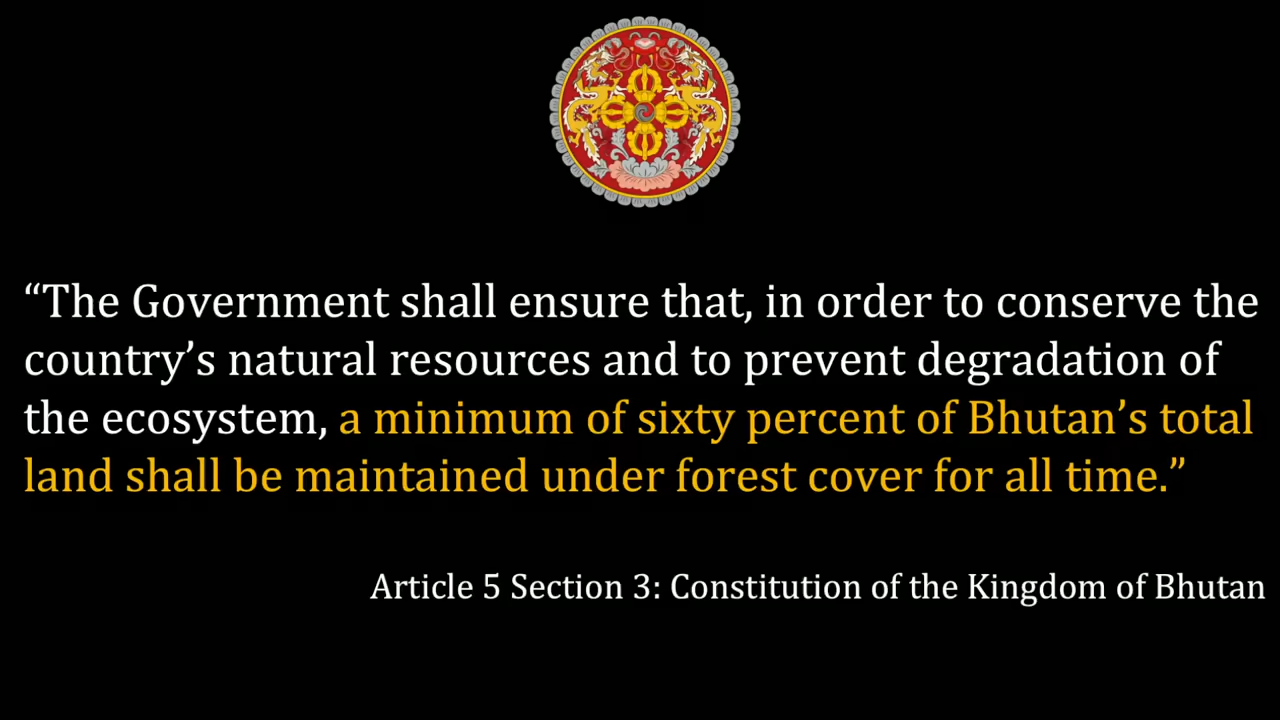 “The Government shall ensure that, in order to conserve the
country’s natural resources and to prevent degradation of
the ecosystem, a minimum of sixty percent of Bhutan’s total
land shall be maintained under forest cover for all time.”
Article 5 Section 3: Constitution of the Kingdom of Bhutan